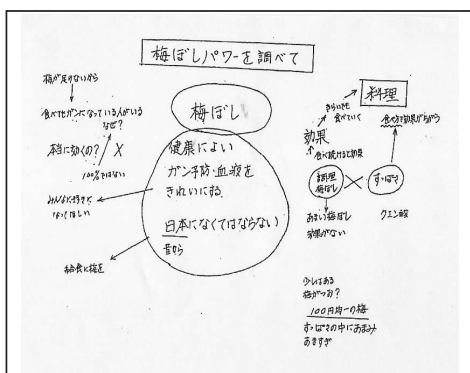 梅ぼしパワーを調べて
梅が足りないから
食べてもガンになっている人がいる
なぜ?
本当に効くの?
×
100%ではない
みんなに好きに
なってほしい
給食に梅を
梅ぼし
健康によい
ガン予防・血液を
きれいにする
日本になくてはならない
昔から
料理
きらいでも
食べていく
食べ方で効果がちがう
効果
食べ続けると効果
調理
梅ぼし
×
すっぱさ
あまい梅ぼし
効果がない
クエン酸
少しはある
梅がつお?
100円均一の梅
すっぱさの中にあまみ
ありすぎ